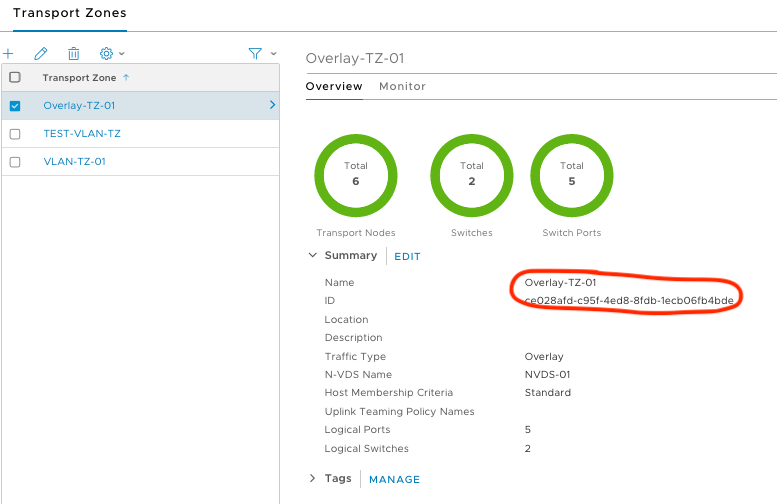 Transport Zones
Transport Zone ↑
Overlay-TZ-01
TEST-VLAN-TZ
VLAN-TZ-01
Overlay-TZ-01
Overview Monitor
Total
6
Transport Nodes
Total
2
Switches
Total
5
Switch Ports
Summary EDIT
Name Overlay-TZ-01
ID ce028afd-c95f-4ed8-8fdb-1ecb06fb4bde
Location
Description
Traffic Type Overlay
N-VDS Name NVDS-01
Host Membership Criteria Standard
Uplink Teaming Policy Names
Logical Ports 5
Logical Switches 2
Tags MANAGE